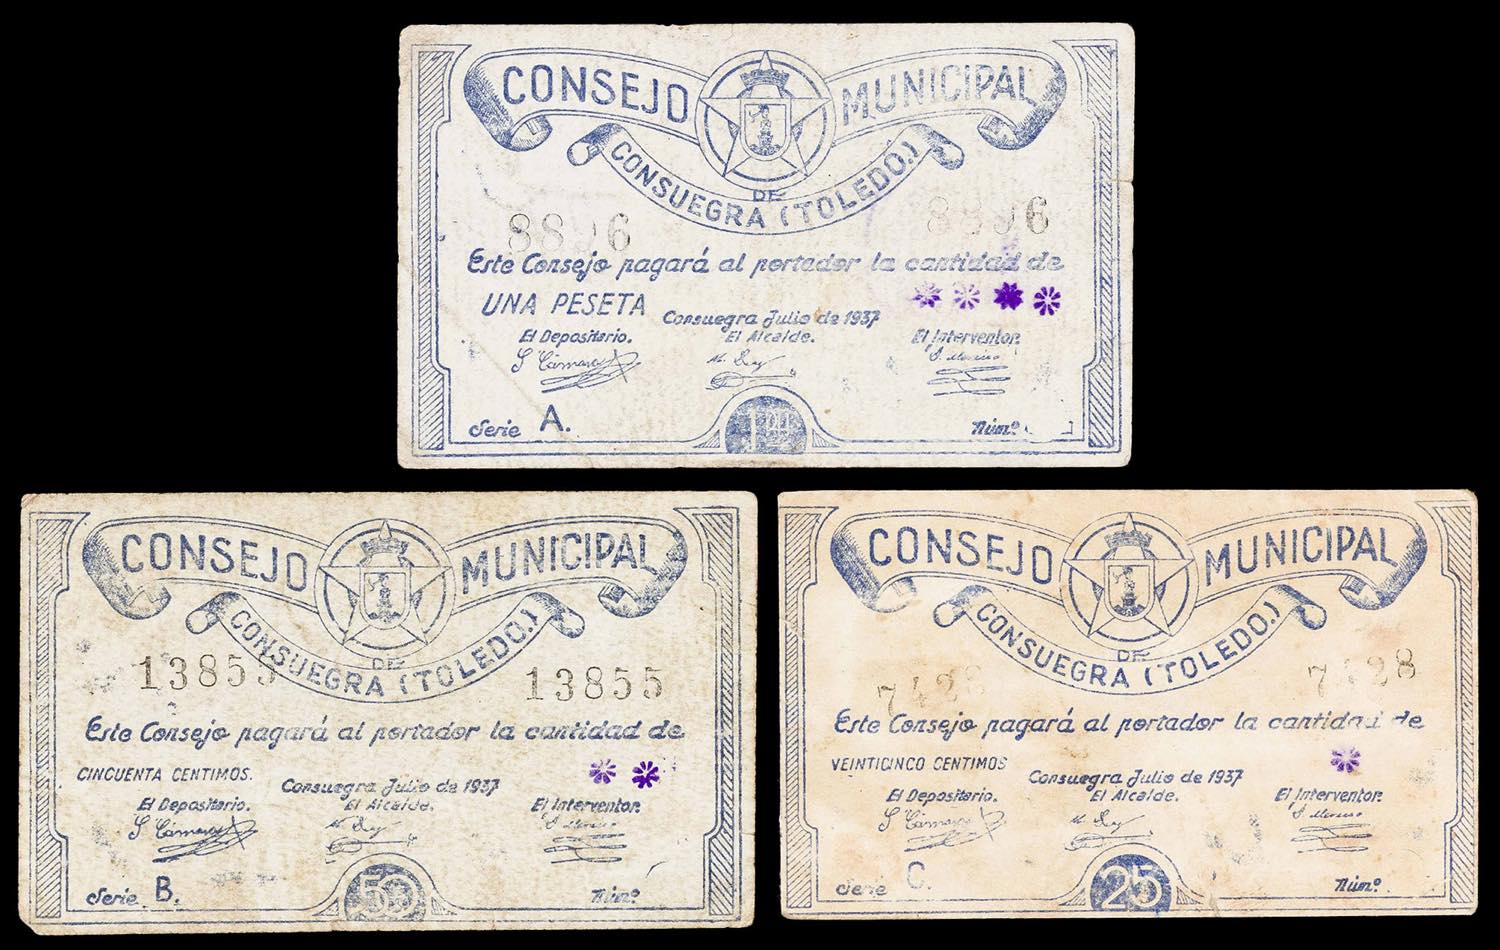 CONSEJO MUNICIPAL
DE
CONSUEGRA (TOLEDO.)
Este Consejo pagará al portador la cantidad de
UNA PESETA
Consuegra Julio de 1937
El Depositario. El Alcalde. El Interventor.
Serie A. Núm.º
CONSEJO MUNICIPAL
DE
CONSUEGRA (TOLEDO.)
13855 13855
Este Consejo pagará al portador la cantidad de
CINCUENTA CENTIMOS.
Consuegra Julio de 1937
El Depositario. El Alcalde. El Interventor.
50
Serie B. Núm.º
CONSEJO MUNICIPAL
DE
CONSUEGRA (TOLEDO.)
Este Consejo pagará al portador la cantidad de
VEINTICINCO CENTIMOS
Consuegra Julio de 1937
El Depositario. El Alcalde. El Interventor.
25
Serie C. Núm.º